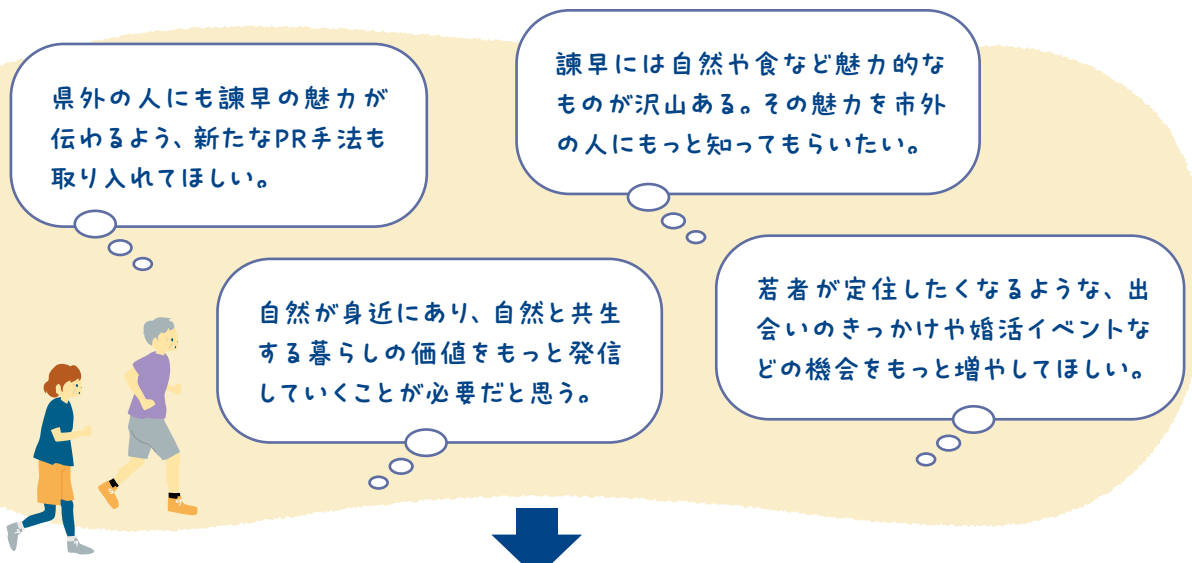 県外の人にも諫早の魅力が
伝わるよう、新たなPR手法も
取り入れてほしい。
諫早には自然や食など魅力的な
ものが沢山ある。その魅力を市外
の人にもっと知ってもらいたい。
自然が身近にあり、自然と共生
する暮らしの価値をもっと発信
していくことが必要だと思う。
若者が定住したくなるような、出
会いのきっかけや婚活イベントな
どの機会をもっと増やしてほしい。